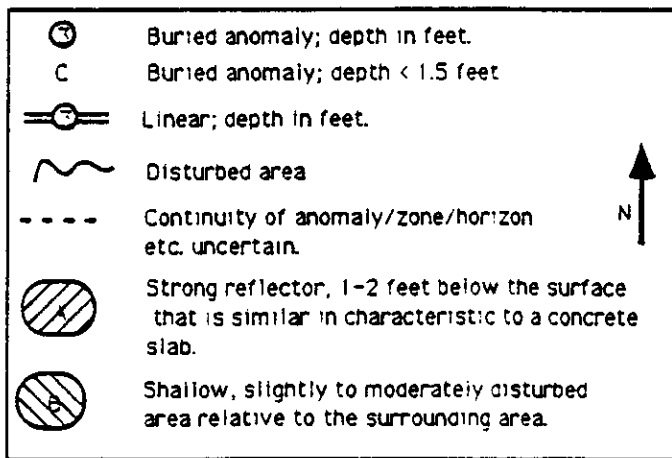 Buried anomaly; depth in feet.
C Buried anomaly; depth < 1.5 feet
Linear; depth in feet.
Disturbed area
Continuity of anomaly/zone/horizon
etc. uncertain.
N
Strong reflector, 1-2 feet below the surface
that is similar in characteristic to a concrete
slab.
Shallow, slightly to moderately disturbed
B
area relative to the surrounding area.